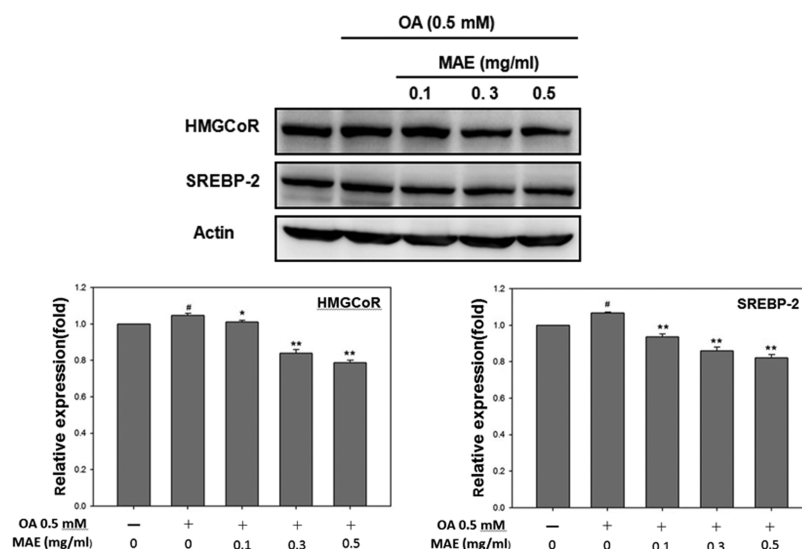 OA (0.5 mM)
MAE (mg/ml)
0.1 0. 3 0.5
HMGCoR
SREBP-2
Actin
HMGCoR
Relative expression(fold)
1.2
1.0
0.8
0.6
0.4
0.2
0.0
# * ** **
OA 0.5 mM — + + + +
MAE (mg/ml) 0 0 0.1 0.3 0.5
SREBP-2
Relative expression(fold)
1.2
1.0
0.8
0.6
0.4
0.2
0.0
# ** ** **
OA 0.5 mM — + + + +
MAE (mg/ml) 0 0 0.1 0.3 0.5